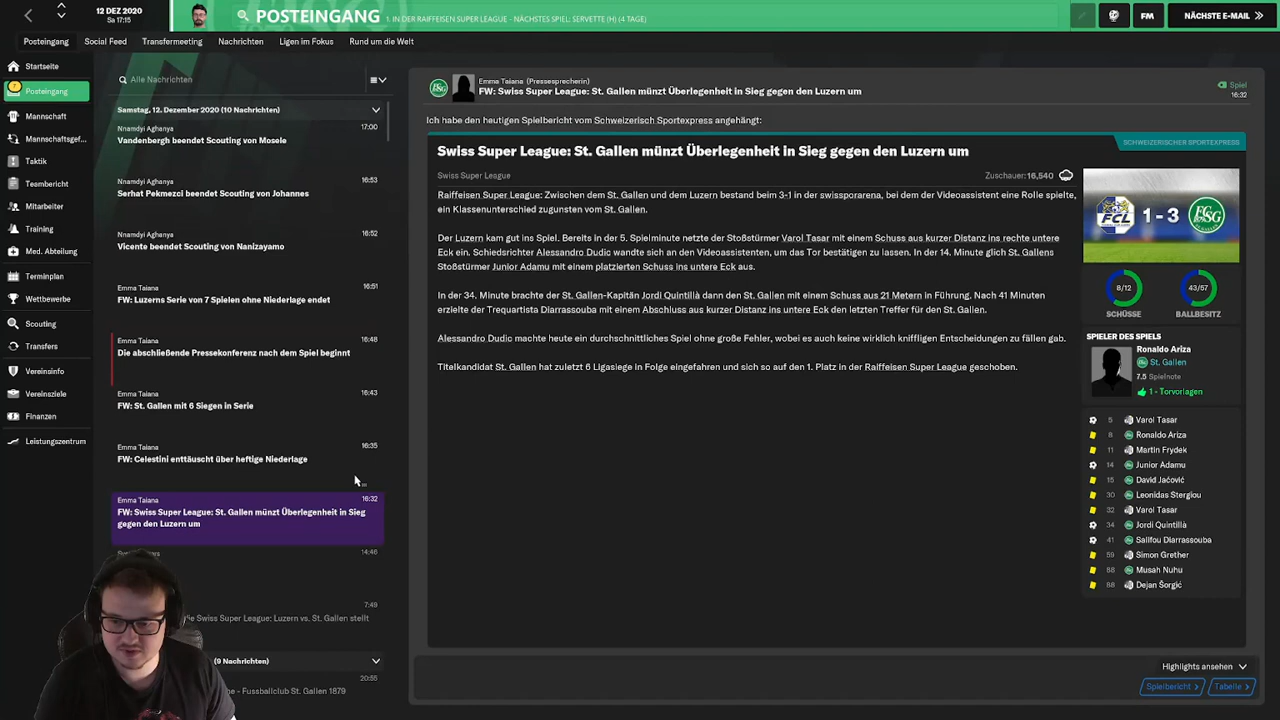 12 DEZ 2020
Sa 17:15
POSTEINGANG
1. IN DER RAIFFEISEN SUPER LEAGUE - NÄCHSTES SPIEL: SERVETTE (H) (4 TAGE)
FM
NÄCHSTE E-MAIL
Posteingang
Social Feed
Transfermeeting
Nachrichten
Ligen im Fokus
Rund um die Welt
Startseite
Posteingang
Mannschaft
Mannschaftsgef...
Taktik
Teambericht
Mitarbeiter
Training
Med. Abteilung
Terminplan
Wettbewerbe
Scouting
Transfers
Vereinsinfo
Vereinsziele
Finanzen
Leistungszentrum
Alle Nachrichten
Samstag, 12. Dezember 2020 (10 Nachrichten)
Nnamdyi Aghanya 17:00
Vandenbergh beendet Scouting von Mosele
Nnamdyi Aghanya 16:53
Serhat Pekmezci beendet Scouting von Johannes
Nnamdyi Aghanya 16:52
Vicente beendet Scouting von Nanizayamo
Emma Taiana 16:51
FW: Luzerns Serie von 7 Spielen ohne Niederlage endet
Emma Taiana 16:48
Die abschließende Pressekonferenz nach dem Spiel beginnt
Emma Taiana 16:43
FW: St. Gallen mit 6 Siegen in Serie
Emma Taiana 16:35
FW: Celestini enttäuscht über heftige Niederlage
Emma Taiana 16:32
FW: Swiss Super League: St. Gallen münzt Überlegenheit in Sieg
gegen den Luzern um
14:46
7:49
die Swiss Super League: Luzern vs. St. Gallen stellt
(9 Nachrichten)
20:55
- Fussballclub St. Gallen 1879
Emma Taiana (Pressesprecherin)
FW: Swiss Super League: St. Gallen münzt Überlegenheit in Sieg gegen den Luzern um
Spiel
16:32
Ich habe den heutigen Spielbericht vom Schweizerisch Sportexpress angehängt:
SCHWEIZERISCHER SPORTEXPRESS
Swiss Super League: St. Gallen münzt Überlegenheit in Sieg gegen den Luzern um
Swiss Super League
Zuschauer: 16,540
Raiffeisen Super League: Zwischen dem St. Gallen und dem Luzern bestand beim 3-1 in der swissporarena, bei dem der Videoassistent eine Rolle spielte,
ein Klassenunterschied zugunsten vom St. Gallen.
Der Luzern kam gut ins Spiel. Bereits in der 5. Spielminute netzte der Stoßstürmer Varol Tasar mit einem Schuss aus kurzer Distanz ins rechte untere
Eck ein. Schiedsrichter Alessandro Dudic wandte sich an den Videoassistenten, um das Tor bestätigen zu lassen. In der 14. Minute glich St. Gallens
Stoßstürmer Junior Adamu mit einem platzierten Schuss ins untere Eck aus.
In der 34. Minute brachte der St. Gallen-Kapitän Jordi Quintillà dann den St. Gallen mit einem Schuss aus 21 Metern in Führung. Nach 41 Minuten
erzielte der Trequartista Diarrassouba mit einem Abschluss aus kurzer Distanz ins untere Eck den letzten Treffer für den St. Gallen.
Alessandro Dudic machte heute ein durchschnittliches Spiel ohne große Fehler, wobei es auch keine wirklich kniffligen Entscheidungen zu fällen gab.
Titelkandidat St. Gallen hat zuletzt 6 Ligasiege in Folge eingefahren und sich so auf den 1. Platz in der Raiffeisen Super League geschoben.
FCL 1 - 3 FCSG
8/12
SCHÜSSE
43/57
BALLBESITZ
SPIELER DES SPIELS
Ronaldo Ariza
St. Gallen
7.5 Spielnote
1 - Torvorlagen
5 Varol Tasar
8 Ronaldo Ariza
11 Martin Frydek
14 Junior Adamu
15 David Jačović
30 Leonidas Stergiou
32 Varol Tasar
34 Jordi Quintillà
41 Salifou Diarrassouba
59 Simon Grether
88 Musah Nuhu
88 Dejan Šorgić
Highlights ansehen
Spielbericht
Tabelle